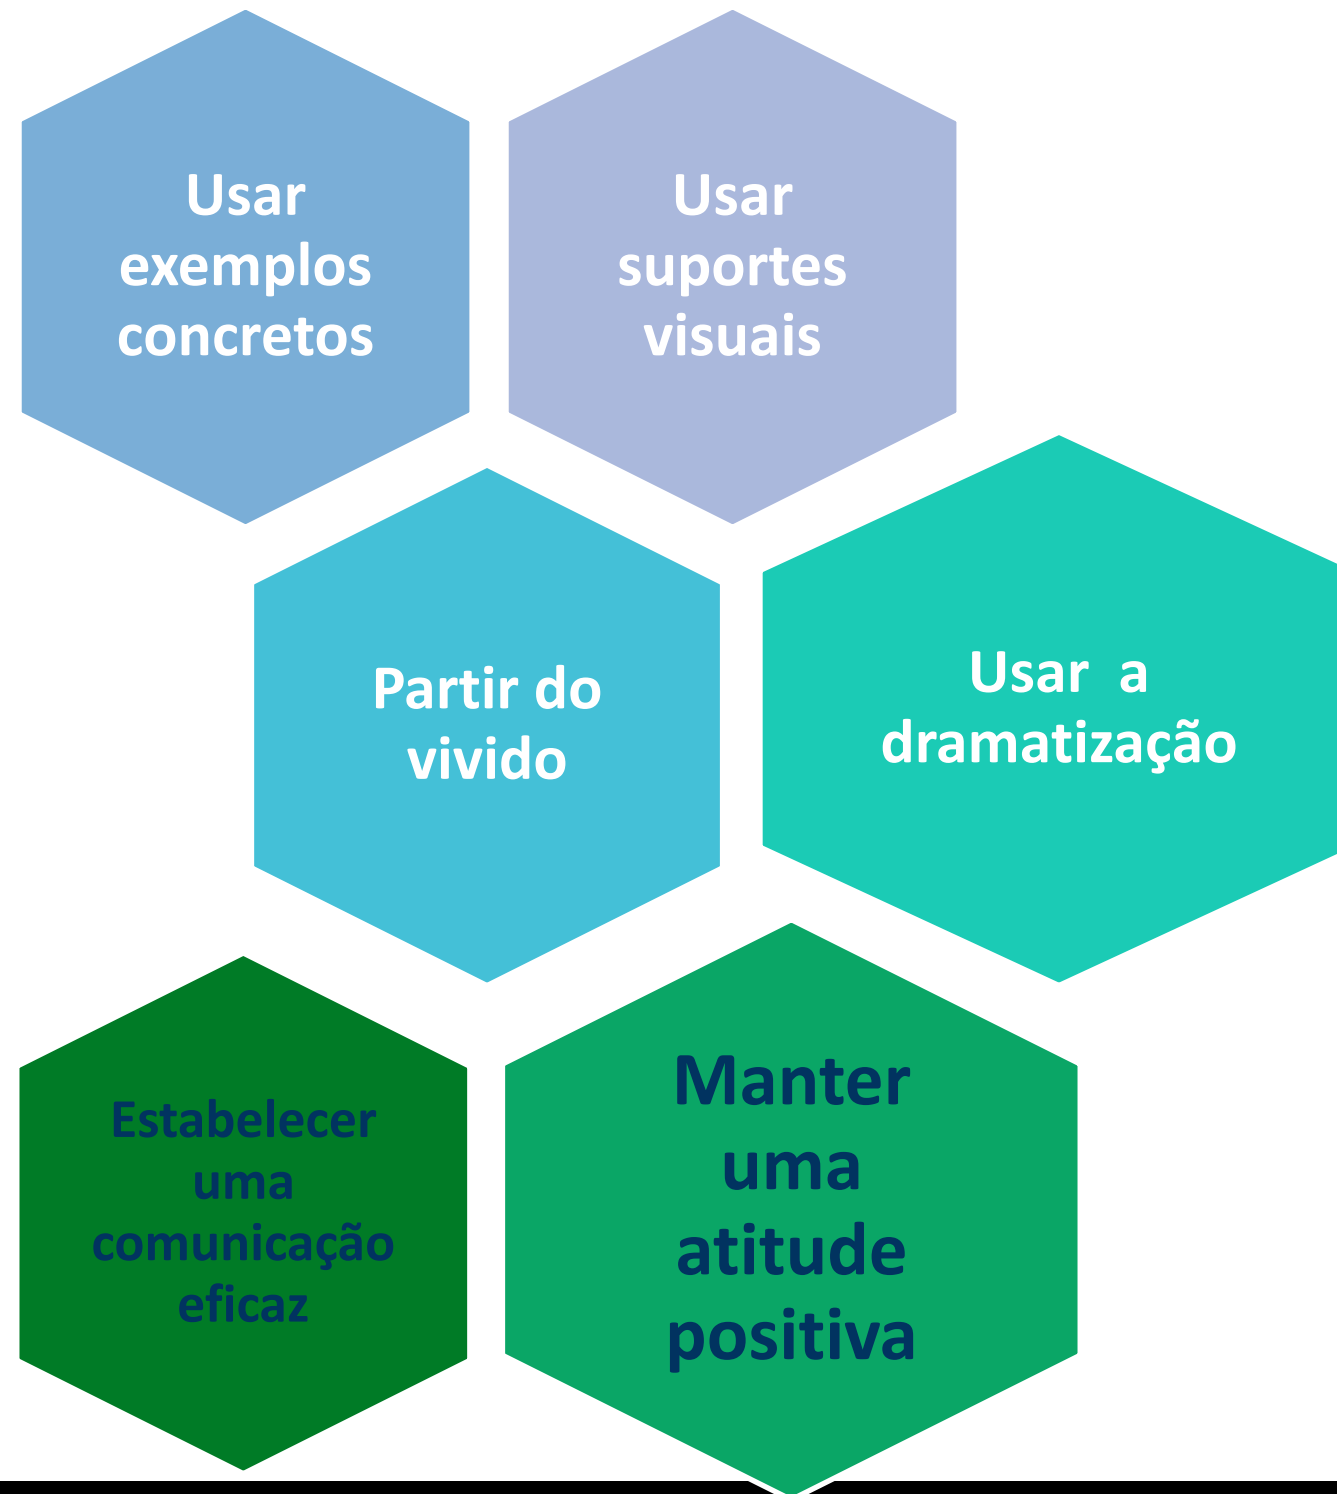 Usar
exemplos
concretos
Usar
suportes
visuais
Partir do
vivido
Usar  a
dramatização
Estabelecer
uma
comunicação
eficaz
Manter
uma
atitude
positiva